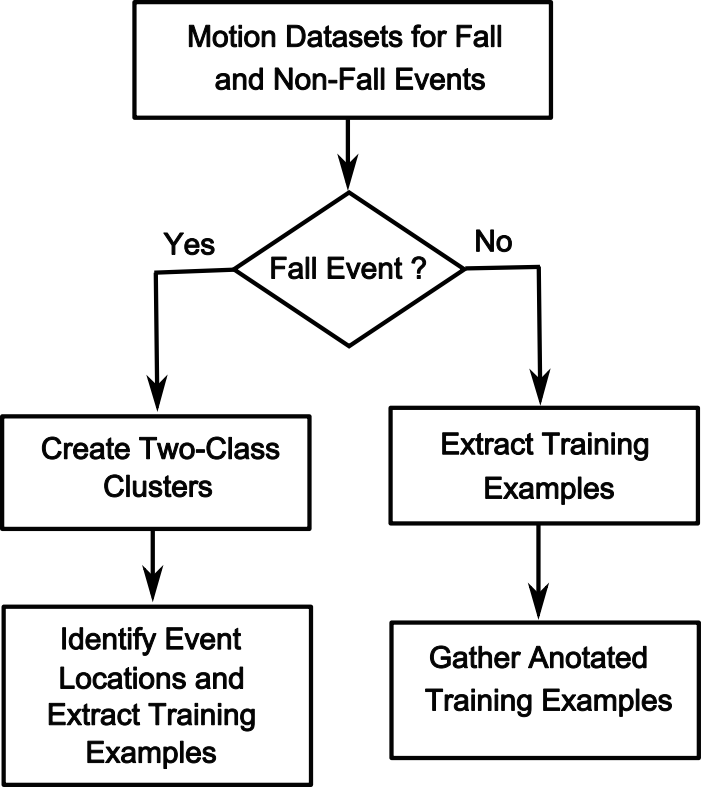 Motion Datasets for Fall
and Non-Fall Events
Yes
No
Fall Event ?
Create Two-Class
Clusters
Extract Training
Examples
Identify Event
Locations and
Extract Training
Examples
Gather Anotated
Training Examples